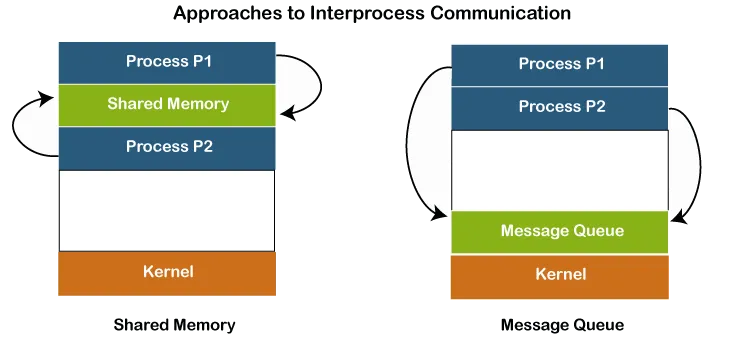 Approaches to Interprocess Communication
Process P1
Shared Memory
Process P2
Kernel
Shared Memory
Process P1
Process P2
Message Queue
Kernel
Message Queue